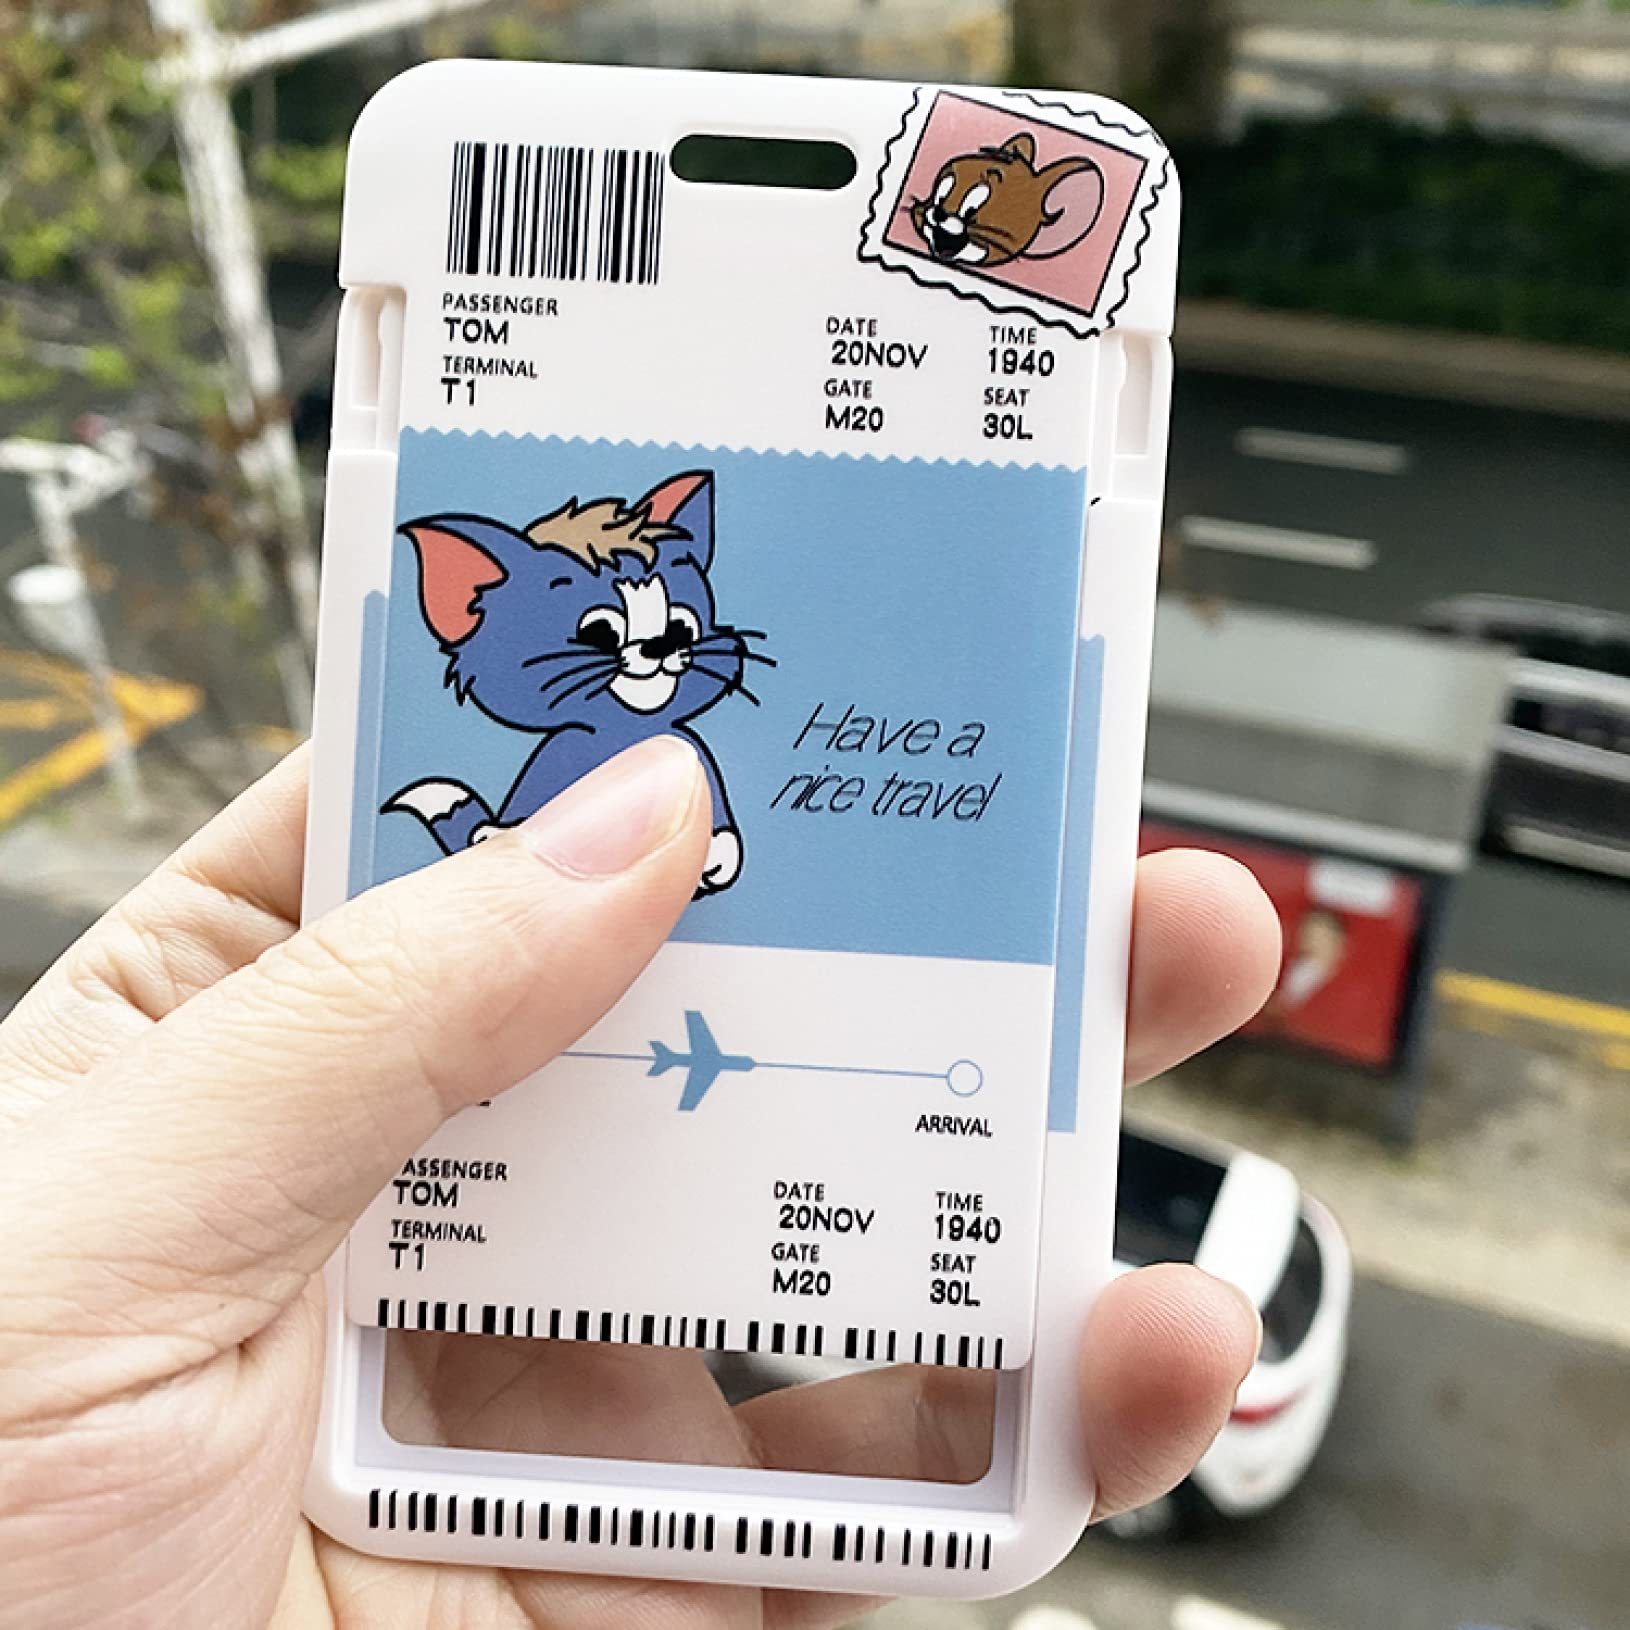 PASSENGER
TOM
TERMINAL
T1
DATE
20NOV
TIME
1940
GATE
M20
SEAT
30L
Have a
nice travel
ARRIVAL
ASSENGER
TOM
TERMINAL
T1
DATE
20NOV
TIME
1940
GATE
M20
SEAT
30L